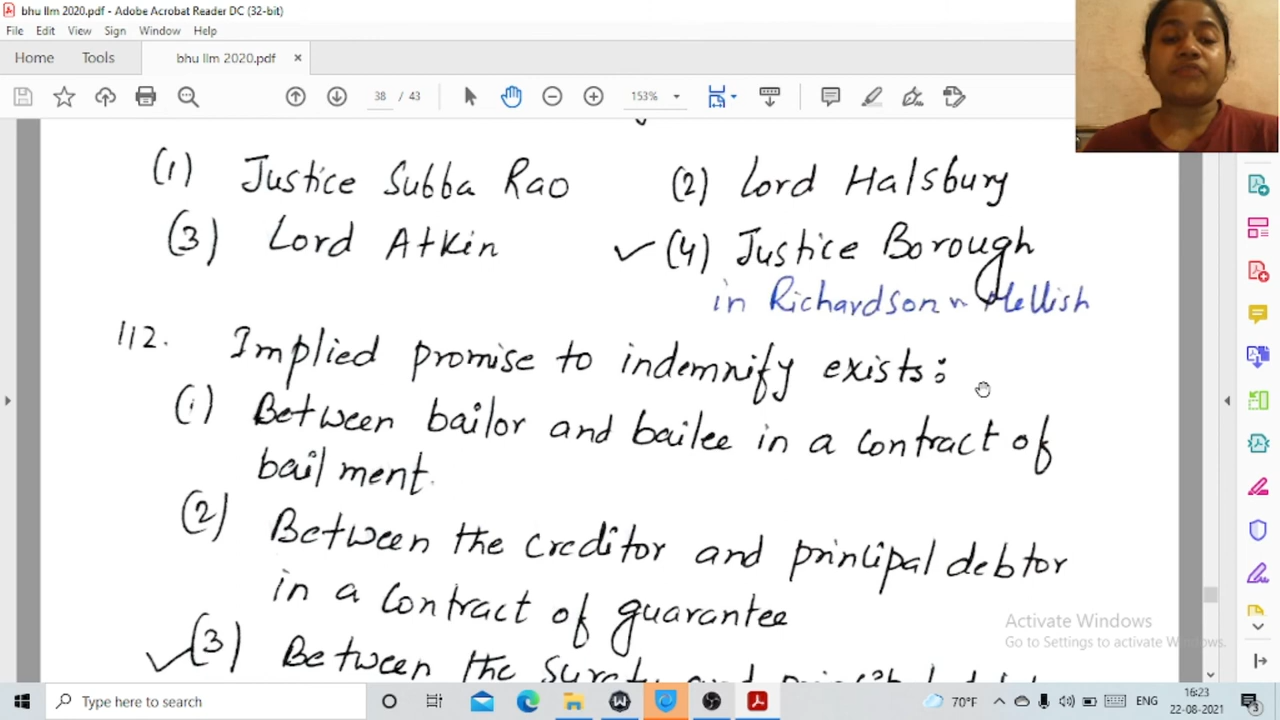 bhu llm 2020.pdf - Adobe Acrobat Reader DC (32-bit)
File Edit View Sign Window Help
Home Tools bhu llm 2020.pdf ×
38 / 43 153%
(1) Justice Subba Rao (2) Lord Halsbury
(3) Lord Atkin ✓(4) Justice Borough
in Richardson v. Mellish
112. Implied promise to indemnify exists:
(1) Between bailor and bailee in a contract of
bailment.
(2) Between the creditor and principal debtor
in a contract of guarantee
✓(3) Between the surety and
Activate Windows
Go to Settings to activate Windows.
Type here to search 70°F ENG 16:23
22-08-2021 3